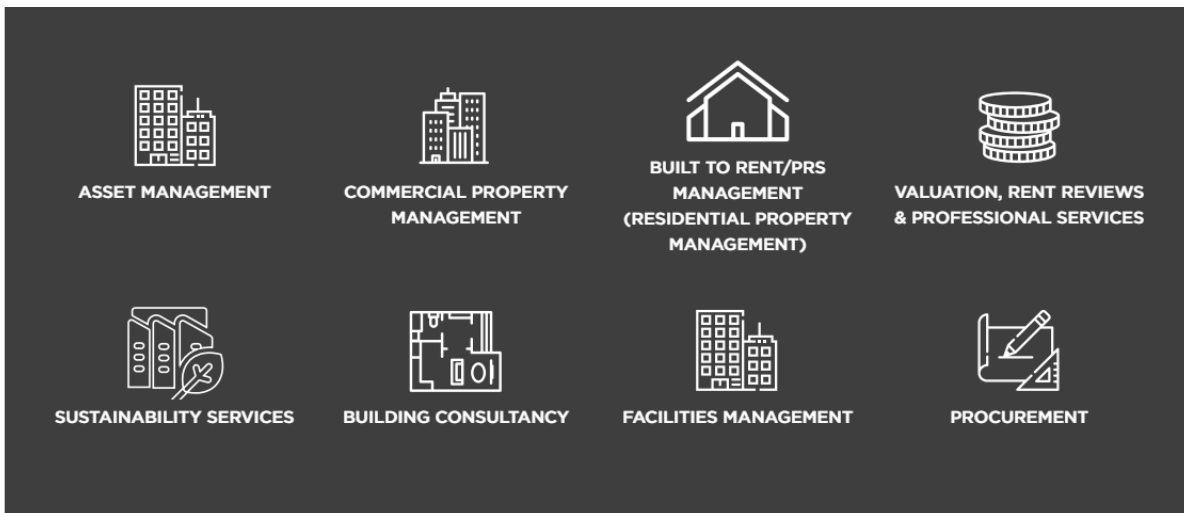 ASSET MANAGEMENT
COMMERCIAL PROPERTY
MANAGEMENT
BUILT TO RENT/PRS
MANAGEMENT
(RESIDENTIAL PROPERTY
MANAGEMENT)
VALUATION, RENT REVIEWS
& PROFESSIONAL SERVICES
SUSTAINABILITY SERVICES
BUILDING CONSULTANCY
FACILITIES MANAGEMENT
PROCUREMENT